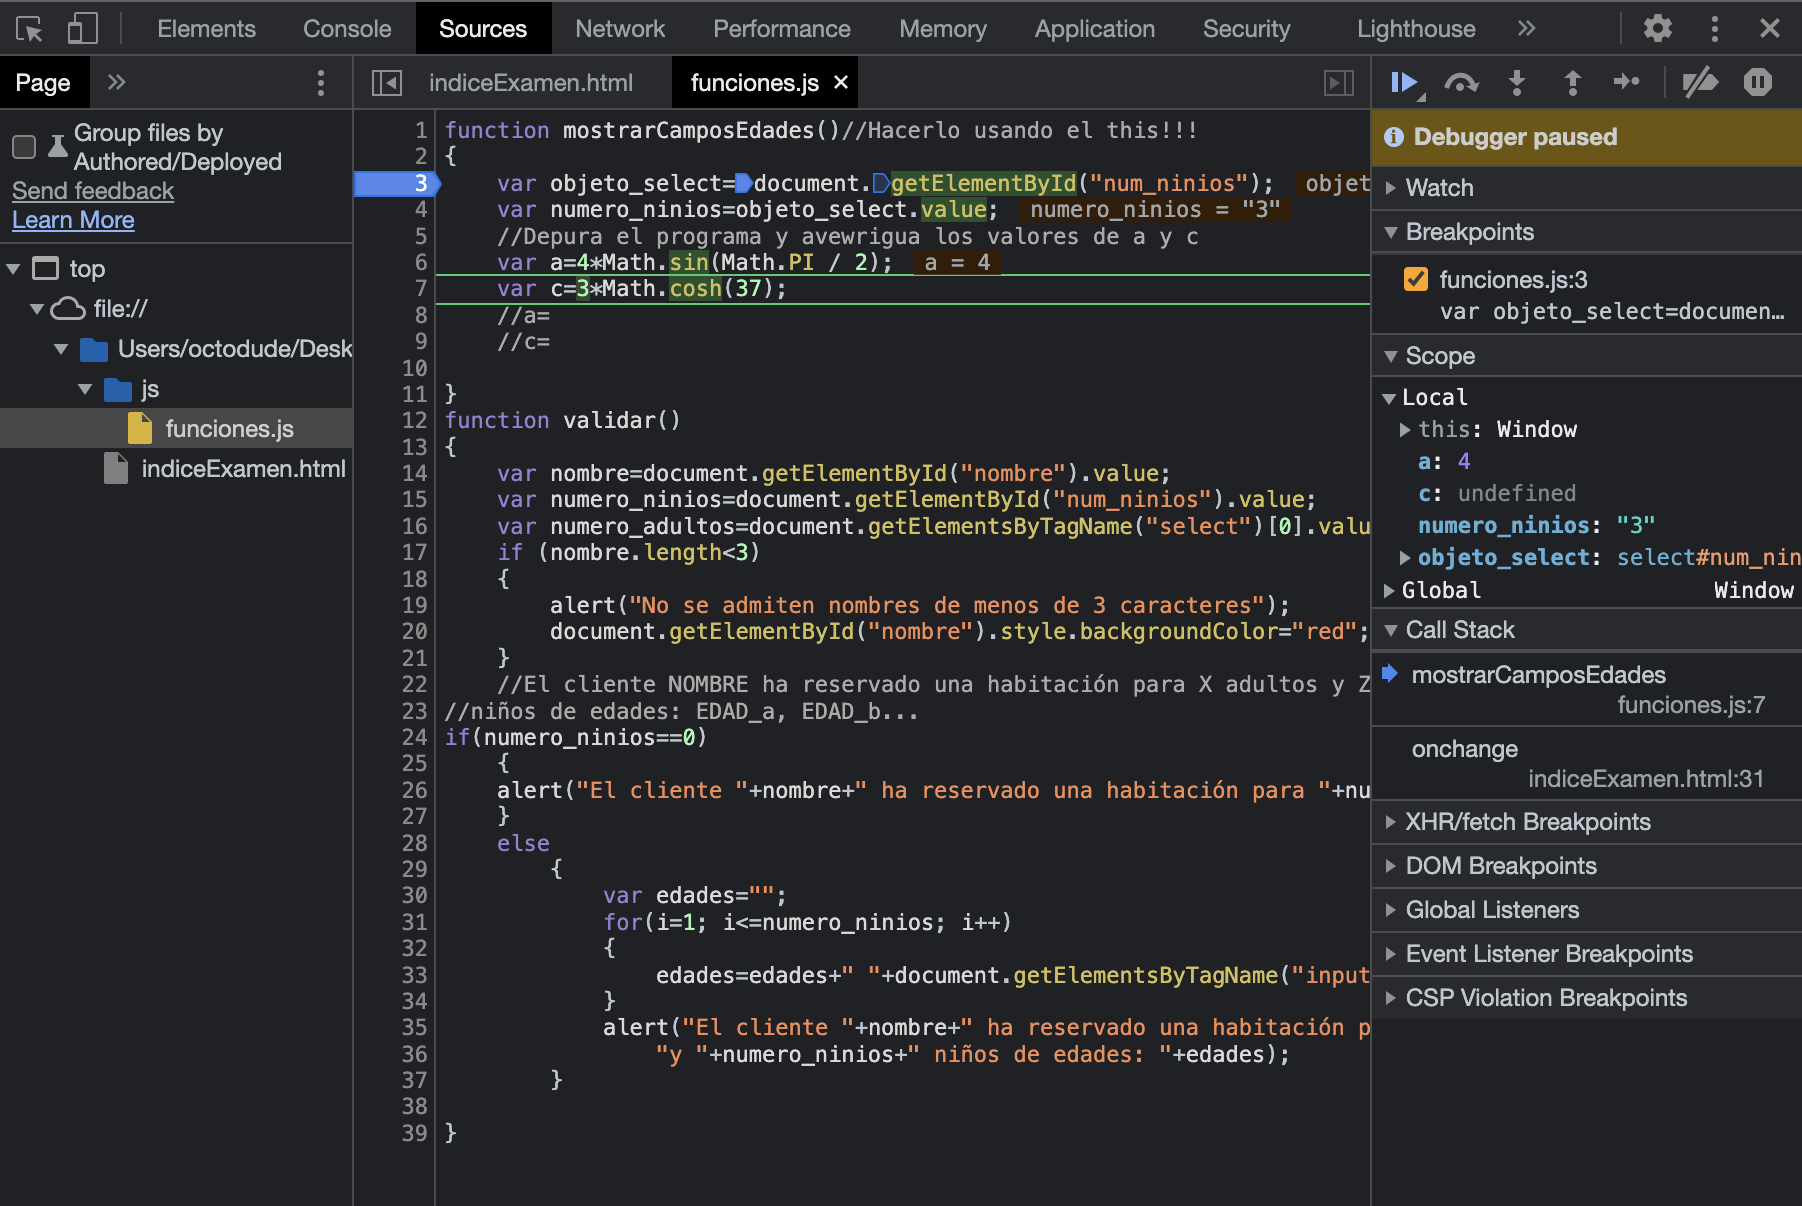 Elements Console Sources Network Performance Memory Application Security Lighthouse »
Page »
Group files by
Authored/Deployed
Send feedback
Learn More
top
file://
Users/octodude/Desk
js
funciones.js
indiceExamen.html
indiceExamen.html funciones.js ×
1 function mostrarCamposEdades()//Hacerlo usando el this!!!
2 {
3     var objeto_select=document.getElementById("num_ninios"); objet
4     var numero_ninios=objeto_select.value; numero_ninios = "3"
5     //Depura el programa y avewrigua los valores de a y c
6     var a=4*Math.sin(Math.PI / 2); a = 4
7     var c=3*Math.cosh(37);
8     //a=
9     //c=
10
11 }
12 function validar()
13 {
14     var nombre=document.getElementById("nombre").value;
15     var numero_ninios=document.getElementById("num_ninios").value;
16     var numero_adultos=document.getElementsByTagName("select")[0].valu
17     if (nombre.length<3)
18     {
19         alert("No se admiten nombres de menos de 3 caracteres");
20         document.getElementById("nombre").style.backgroundColor="red";
21     }
22     //El cliente NOMBRE ha reservado una habitación para X adultos y Z
23 //niños de edades: EDAD_a, EDAD_b...
24 if(numero_ninios==0)
25     {
26     alert("El cliente "+nombre+" ha reservado una habitación para "+nu
27     }
28     else
29         {
30             var edades="";
31             for(i=1; i<=numero_ninios; i++)
32             {
33                 edades=edades+" "+document.getElementsByTagName("input
34             }
35             alert("El cliente "+nombre+" ha reservado una habitación p
36                 "y "+numero_ninios+" niños de edades: "+edades);
37         }
38
39 }
Debugger paused
Watch
Breakpoints
funciones.js:3
var objeto_select=documen…
Scope
Local
this: Window
a: 4
c: undefined
numero_ninios: "3"
objeto_select: select#num_nin
Global Window
Call Stack
mostrarCamposEdades
funciones.js:7
onchange
indiceExamen.html:31
XHR/fetch Breakpoints
DOM Breakpoints
Global Listeners
Event Listener Breakpoints
CSP Violation Breakpoints